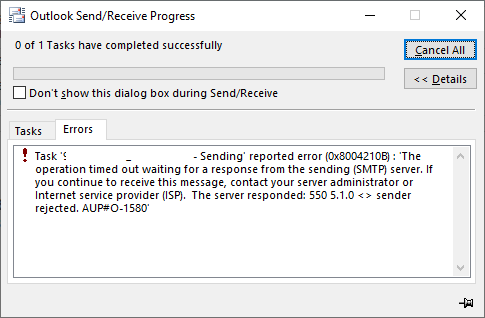 Outlook Send/Receive Progress
0 of 1 Tasks have completed successfully
Cancel All
<< Details
Don't show this dialog box during Send/Receive
Tasks
Errors
Task '9 _ - Sending' reported error (0x8004210B) : 'The
operation timed out waiting for a response from the sending (SMTP) server. If
you continue to receive this message, contact your server administrator or
Internet service provider (ISP).  The server responded: 550 5.1.0 <> sender
rejected. AUP#O-1580'